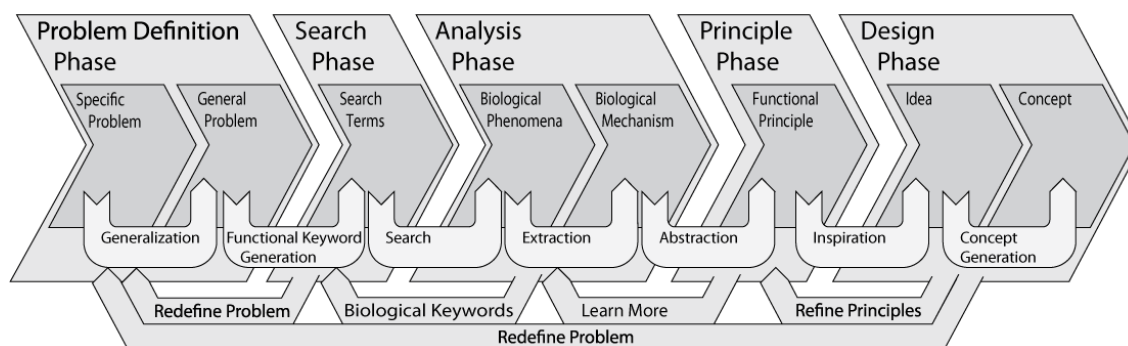 Problem Definition
Phase
Search
Phase
Analysis
Phase
Principle
Phase
Design
Phase
Specific
Problem
General
Problem
Search
Terms
Biological
Phenomena
Biological
Mechanism
Functional
Principle
Idea
Concept
Generalization
Functional Keyword
Generation
Search
Extraction
Abstraction
Inspiration
Concept
Generation
Redefine Problem
Biological Keywords
Learn More
Refine Principles
Redefine Problem